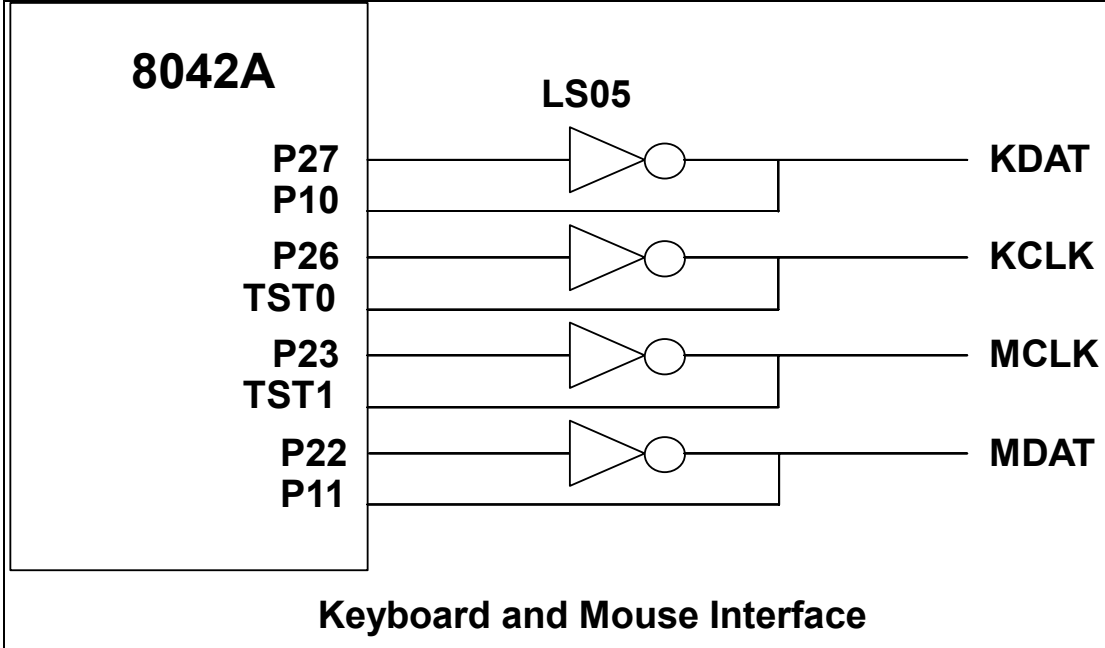 8042A
LS05
P27
KDAT
P10
P26
KCLK
TST0
P23
MCLK
TST1
P22
MDAT
P11
Keyboard and Mouse Interface